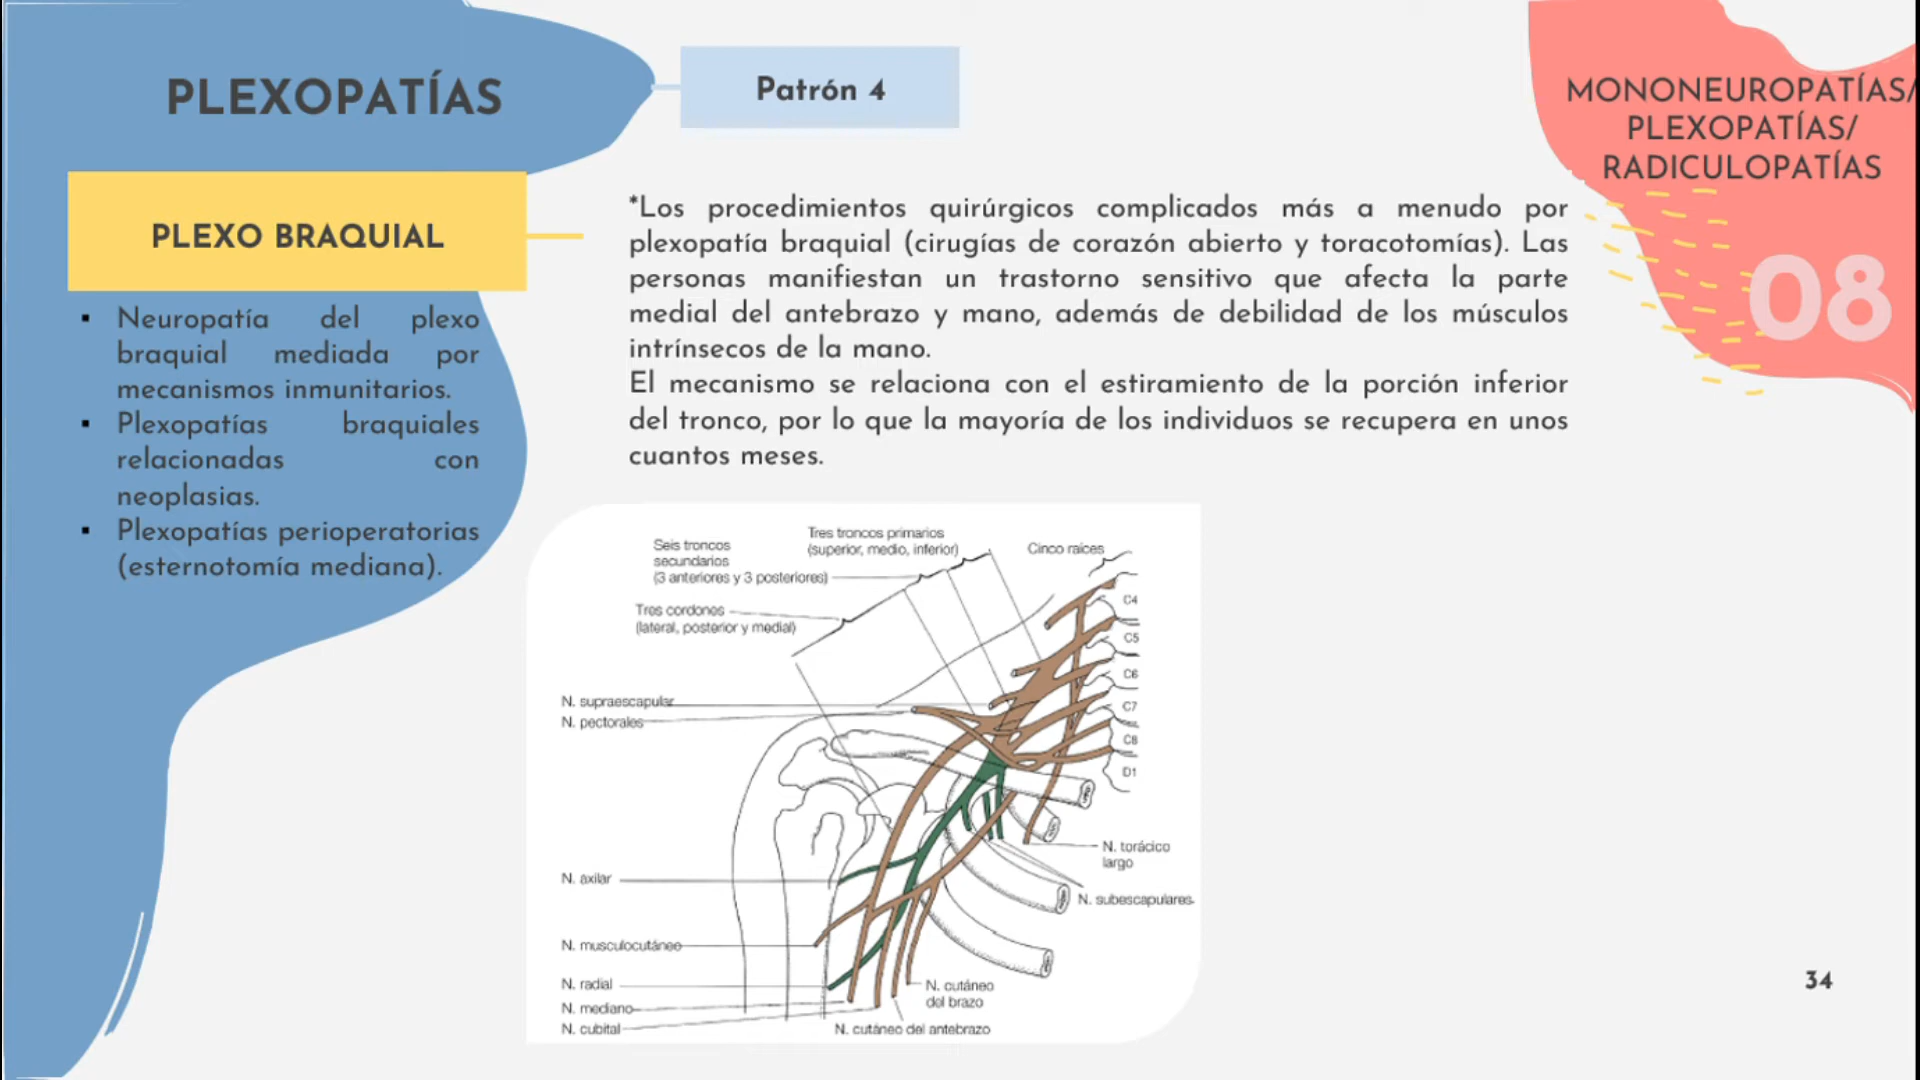 PLEXOPATÍAS
Patrón 4
MONONEUROPATÍAS/
PLEXOPATÍAS/
RADICULOPATÍAS
08
PLEXO BRAQUIAL
▪ Neuropatía del plexo
braquial mediada por
mecanismos inmunitarios.
▪ Plexopatías braquiales
relacionadas con
neoplasias.
▪ Plexopatías perioperatorias
(esternotomía mediana).
*Los procedimientos quirúrgicos complicados más a menudo por
plexopatía braquial (cirugías de corazón abierto y toracotomías). Las
personas manifiestan un trastorno sensitivo que afecta la parte
medial del antebrazo y mano, además de debilidad de los músculos
intrínsecos de la mano.
El mecanismo se relaciona con el estiramiento de la porción inferior
del tronco, por lo que la mayoría de los individuos se recupera en unos
cuantos meses.
Seis troncos
secundarios
(3 anteriores y 3 posteriores)
Tres troncos primarios
(superior, medio, inferior)
Cinco raíces
Tres cordones
(lateral, posterior y medial)
C4
C5
C6
C7
C8
D1
N. supraescapular
N. pectorales
N. torácico
largo
N. subescapulares
N. axilar
N. musculocutáneo
N. radial
N. mediano
N. cubital
N. cutáneo
del brazo
N. cutáneo del antebrazo
34